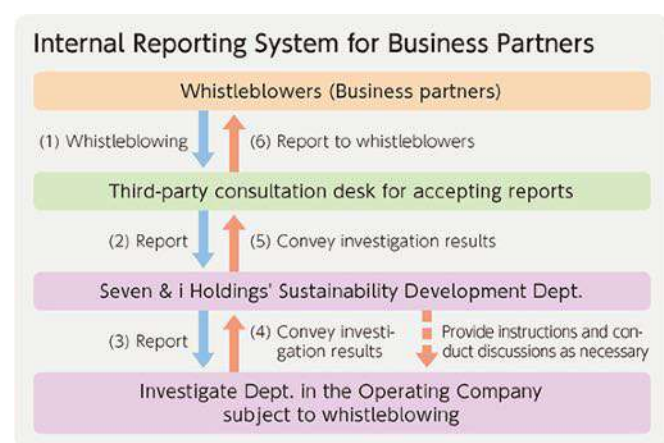 Internal Reporting System for Business Partners
Whistleblowers (Business partners)
(1) Whistleblowing
(6) Report to whistleblowers
Third-party consultation desk for accepting reports
(2) Report
(5) Convey investigation results
Seven & i Holdings' Sustainability Development Dept.
(3) Report
(4) Convey investi-
gation results
Provide instructions and con-
duct discussions as necessary
Investigate Dept. in the Operating Company
subject to whistleblowing